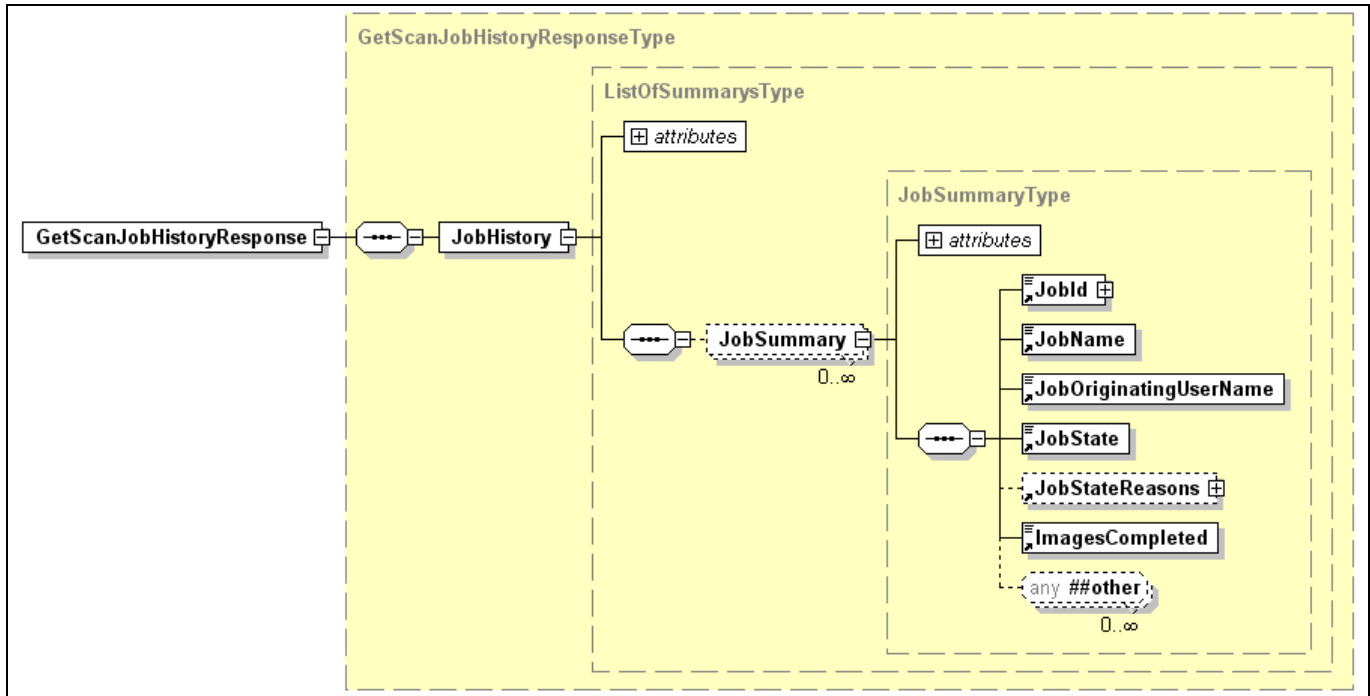 GetScanJobHistoryResponseType
ListOfSummarysType
attributes
JobSummaryType
GetScanJobHistoryResponse
JobHistory
attributes
JobId
JobName
JobSummary
0..∞
JobOriginatingUserName
JobState
JobStateReasons
ImagesCompleted
any ##other
0..∞